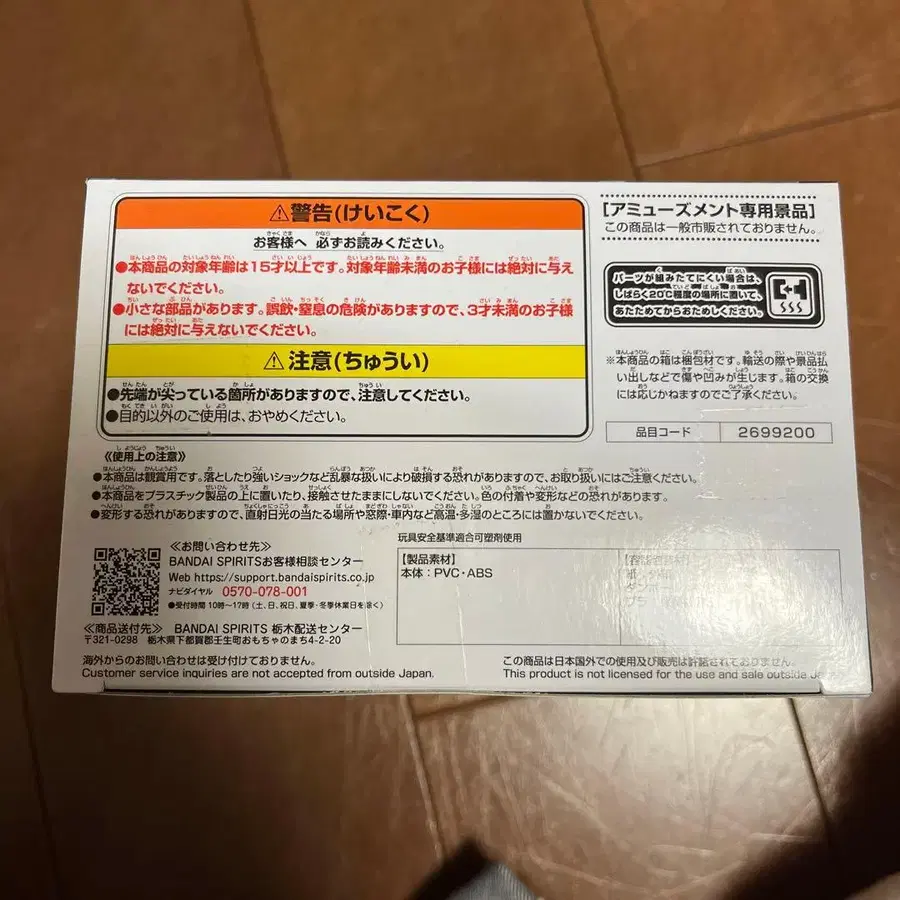 ⚠警告(けいこく)
お客様へ 必ずお読みください。
●本商品の対象年齢は15才以上です。対象年齢未満のお子様には絶対に与え
ないでください。
●小さな部品があります。誤飲・窒息の危険がありますので、3才未満のお子様
には絶対に与えないでください。
⚠注意(ちゅうい)
●先端が尖っている箇所がありますので、注意してください。
●目的以外のご使用は、おやめください。
[アミューズメント専用景品]
この商品は一般市販されておりません。
パーツが組みたてにくい場合は、
しばらく20℃程度の場所に置いて、
あたためてからおためしください。
※本商品の箱は梱包材です。輸送の際や景品払
い出しなどで傷や凹みが生じます。箱の交換
には応じかねますのでご了承ください。
品目コード 2699200
≪使用上の注意≫
●本商品は観賞用です。落としたり強いショックなど乱暴な扱いにより破損する恐れがありますので、お取り扱いにはご注意ください。
●本商品をプラスチック製品の上に置いたり、接触させたままにしないでください。色の付着や変形などの恐れがあります。
●変形する恐れがありますので、直射日光の当たる場所や窓際・車内など高温・多湿のところには置かないでください。
≪お問い合わせ先≫
BANDAI SPIRITSお客様相談センター
Web https://support.bandaispirits.co.jp
ナビダイヤル 0570-078-001
●受付時間 10時〜17時 (土、日、祝日、夏季・冬季休業日を除く)
≪商品送付先≫ BANDAI SPIRITS 栃木配送センター
〒321-0298 栃木県下都賀郡壬生町おもちゃのまち4-2-20
玩具安全基準適合可塑剤使用
【製品素材】
本体：PVC・ABS
海外からのお問い合わせは受け付けておりません。
Customer service inquiries are not accepted from outside Japan.
この商品は日本国外での使用及び販売は許諾されておりません。
This product is not licensed for the use and sale outside